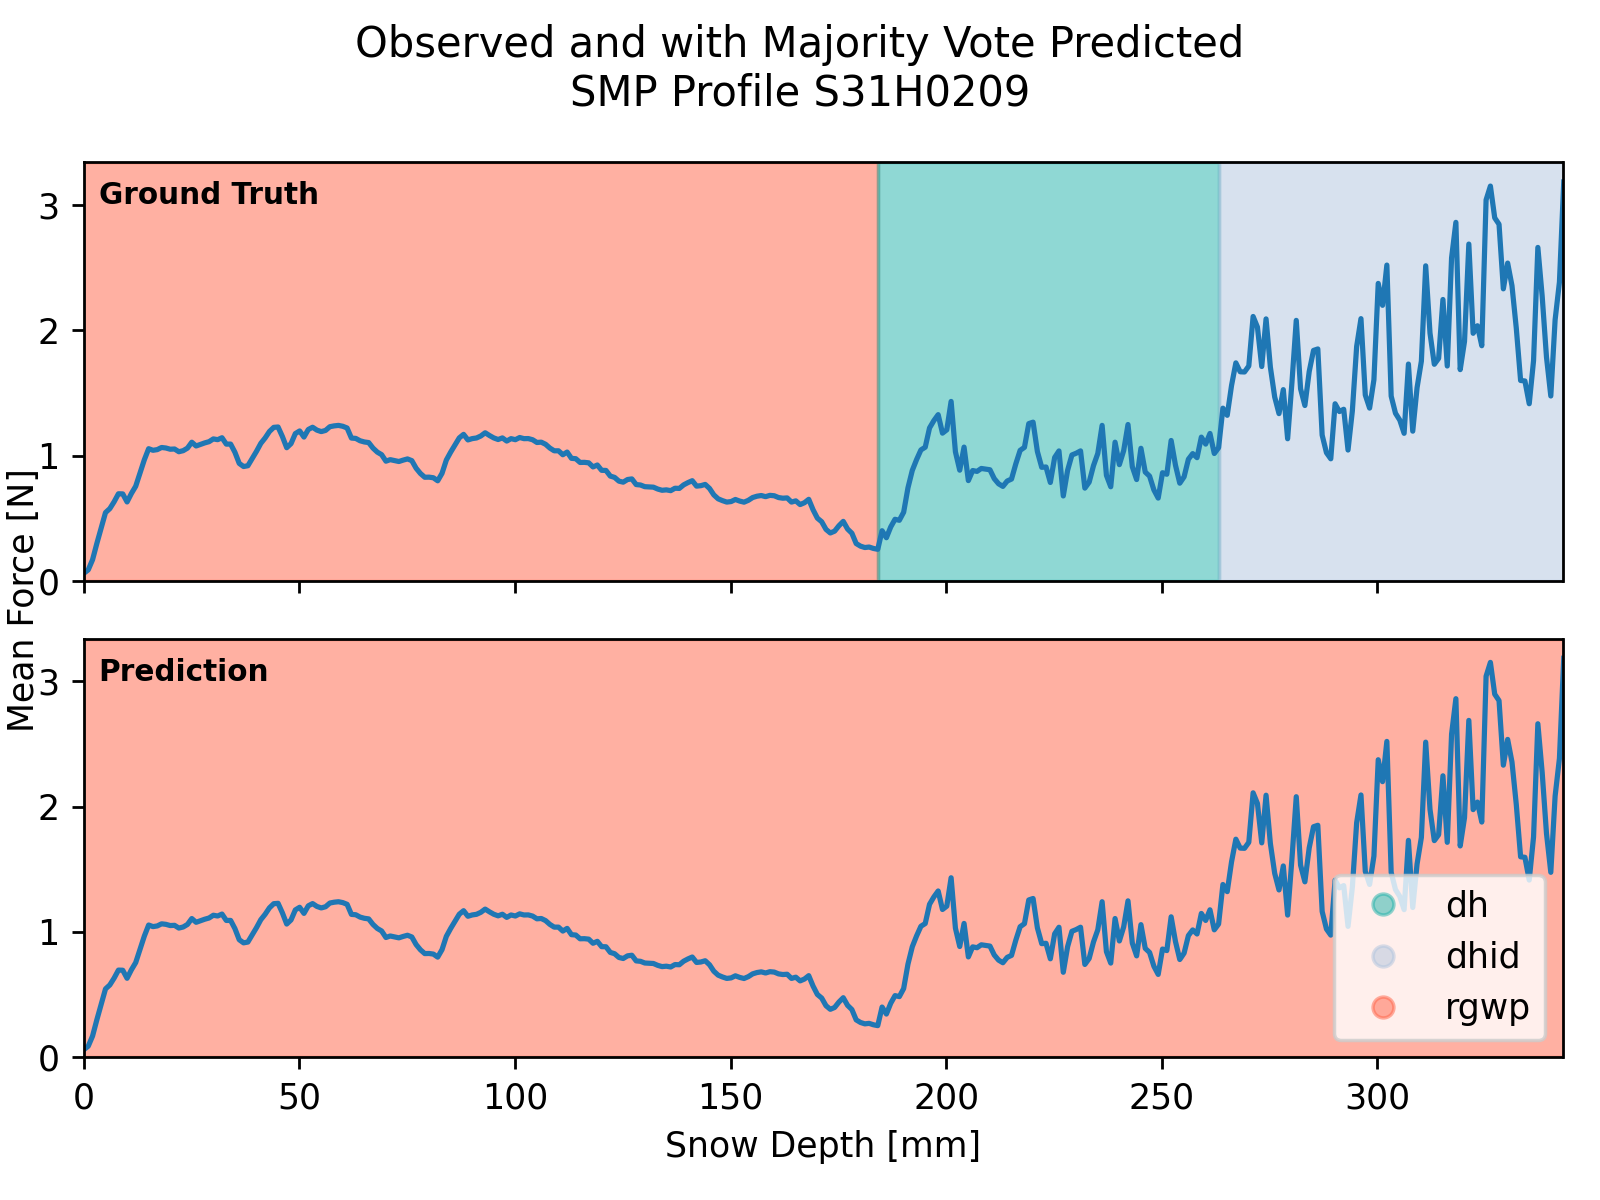 Observed and with Majority Vote Predicted
SMP Profile S31H0209
Ground Truth
3
2
1
0
Mean Force [N]
Prediction
3
2
1
0
dh
dhid
rgwp
0 50 100 150 200 250 300
Snow Depth [mm]